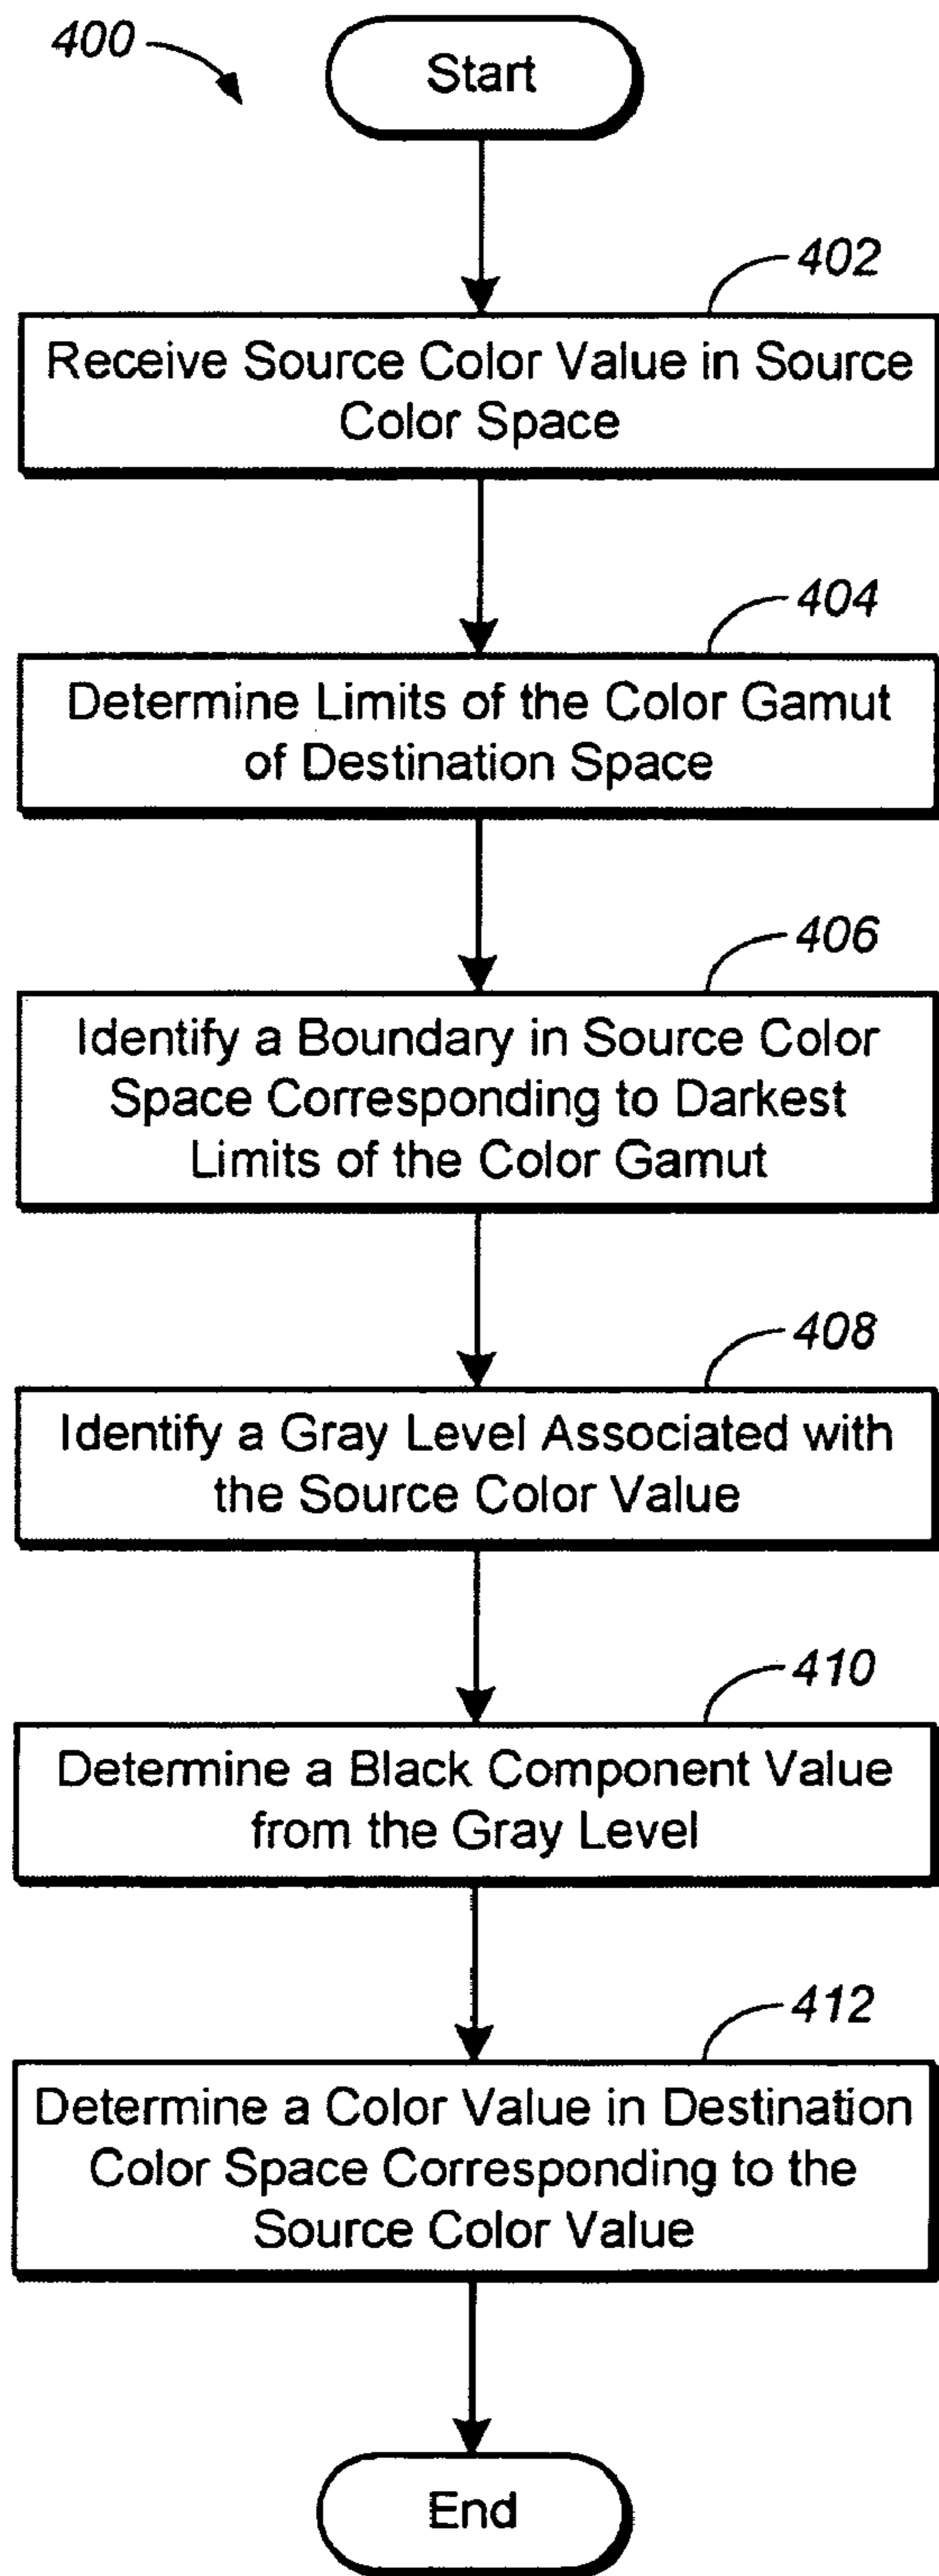 400
Start
402
Receive Source Color Value in Source
Color Space
404
Determine Limits of the Color Gamut
of Destination Space
406
Identify a Boundary in Source Color
Space Corresponding to Darkest
Limits of the Color Gamut
408
Identify a Gray Level Associated with
the Source Color Value
410
Determine a Black Component Value
from the Gray Level
412
Determine a Color Value in Destination
Color Space Corresponding to the
Source Color Value
End